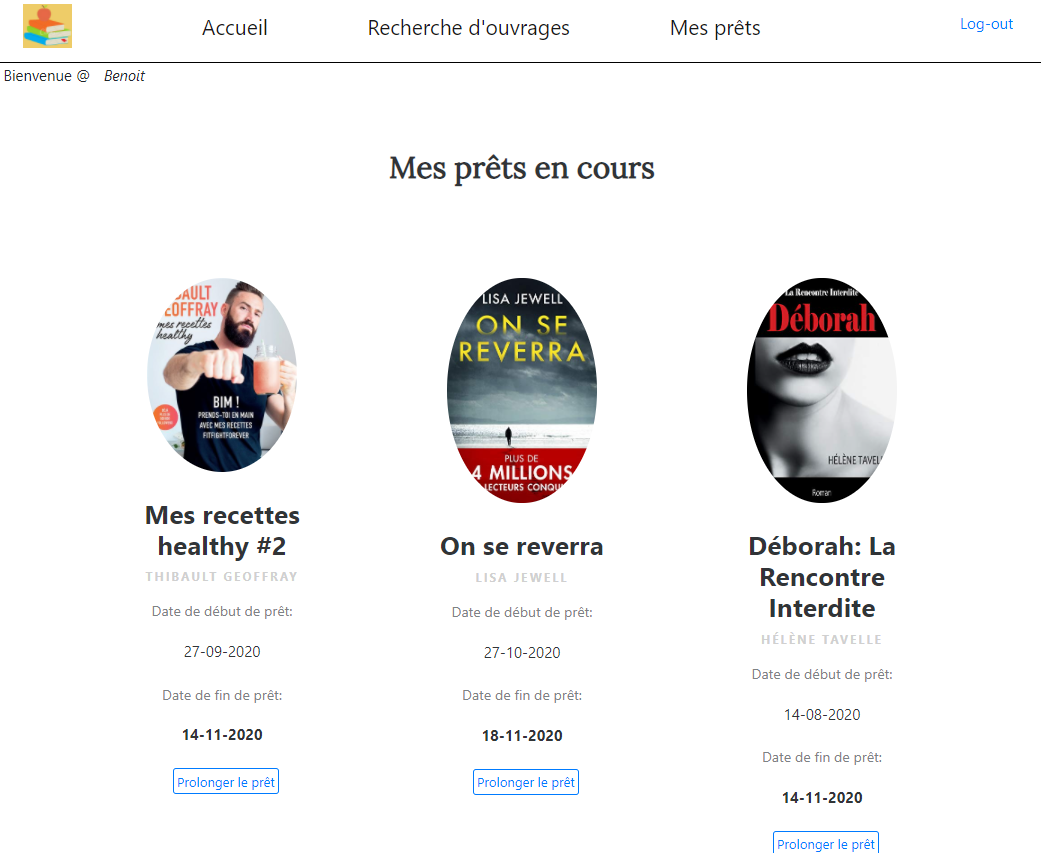 Accueil
Recherche d'ouvrages
Mes prêts
Log-out
Bienvenue @ Benoit
Mes prêts en cours
GEOFFRAY
mes recettes
healthy
BIM !
PRENDS-TOI EN MAIN
AVEC MES RECETTES
FITFIGHTFOREVER
Mes recettes
healthy #2
THIBAULT GEOFFRAY
Date de début de prêt:
27-09-2020
Date de fin de prêt:
14-11-2020
Prolonger le prêt
LISA JEWELL
ON SE
REVERRA
PLUS DE
4 MILLIONS
On se reverra
LISA JEWELL
Date de début de prêt:
27-10-2020
Date de fin de prêt:
18-11-2020
Prolonger le prêt
La Rencontre Interdite
Déborah
HÉLÈNE
Roman
Déborah: La
Rencontre
Interdite
HÉLÈNE TAVELLE
Date de début de prêt:
14-08-2020
Date de fin de prêt:
14-11-2020
Prolonger le prêt